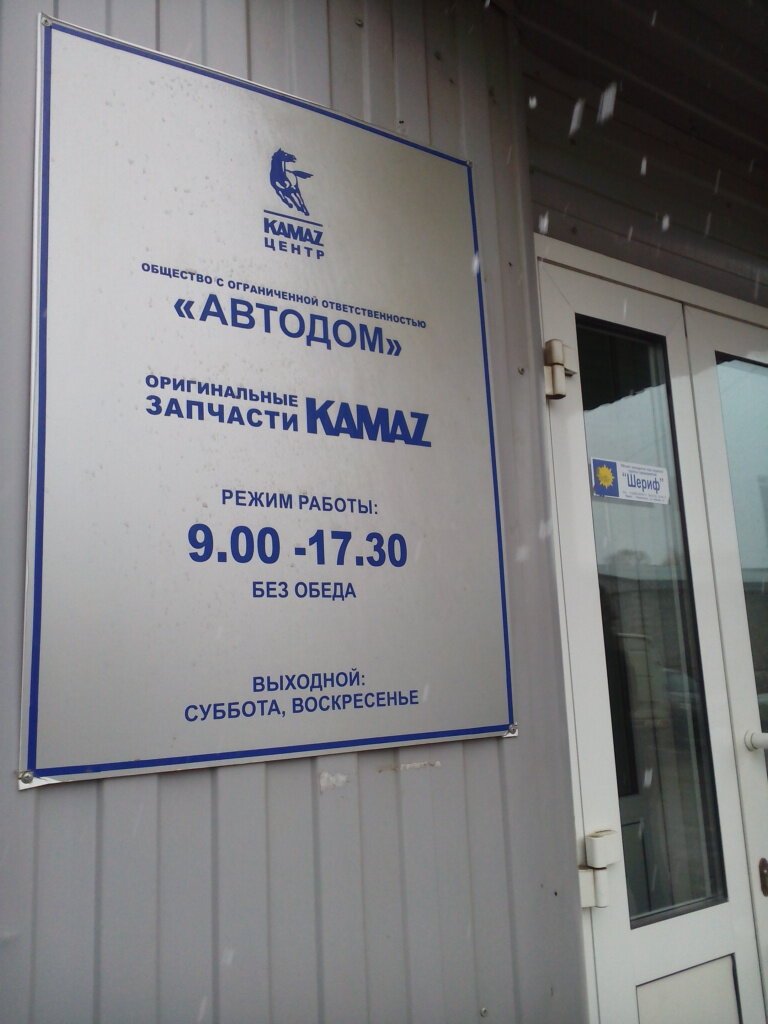 KAMAZ
ЦЕНТР
ОБЩЕСТВО С ОГРАНИЧЕННОЙ ОТВЕТСТВЕННОСТЬЮ
«АВТОДОМ»
ОРИГИНАЛЬНЫЕ
ЗАПЧАСТИ KAMAZ
РЕЖИМ РАБОТЫ:
9.00 -17.30
БЕЗ ОБЕДА
ВЫХОДНОЙ:
СУББОТА, ВОСКРЕСЕНЬЕ
"Шериф"